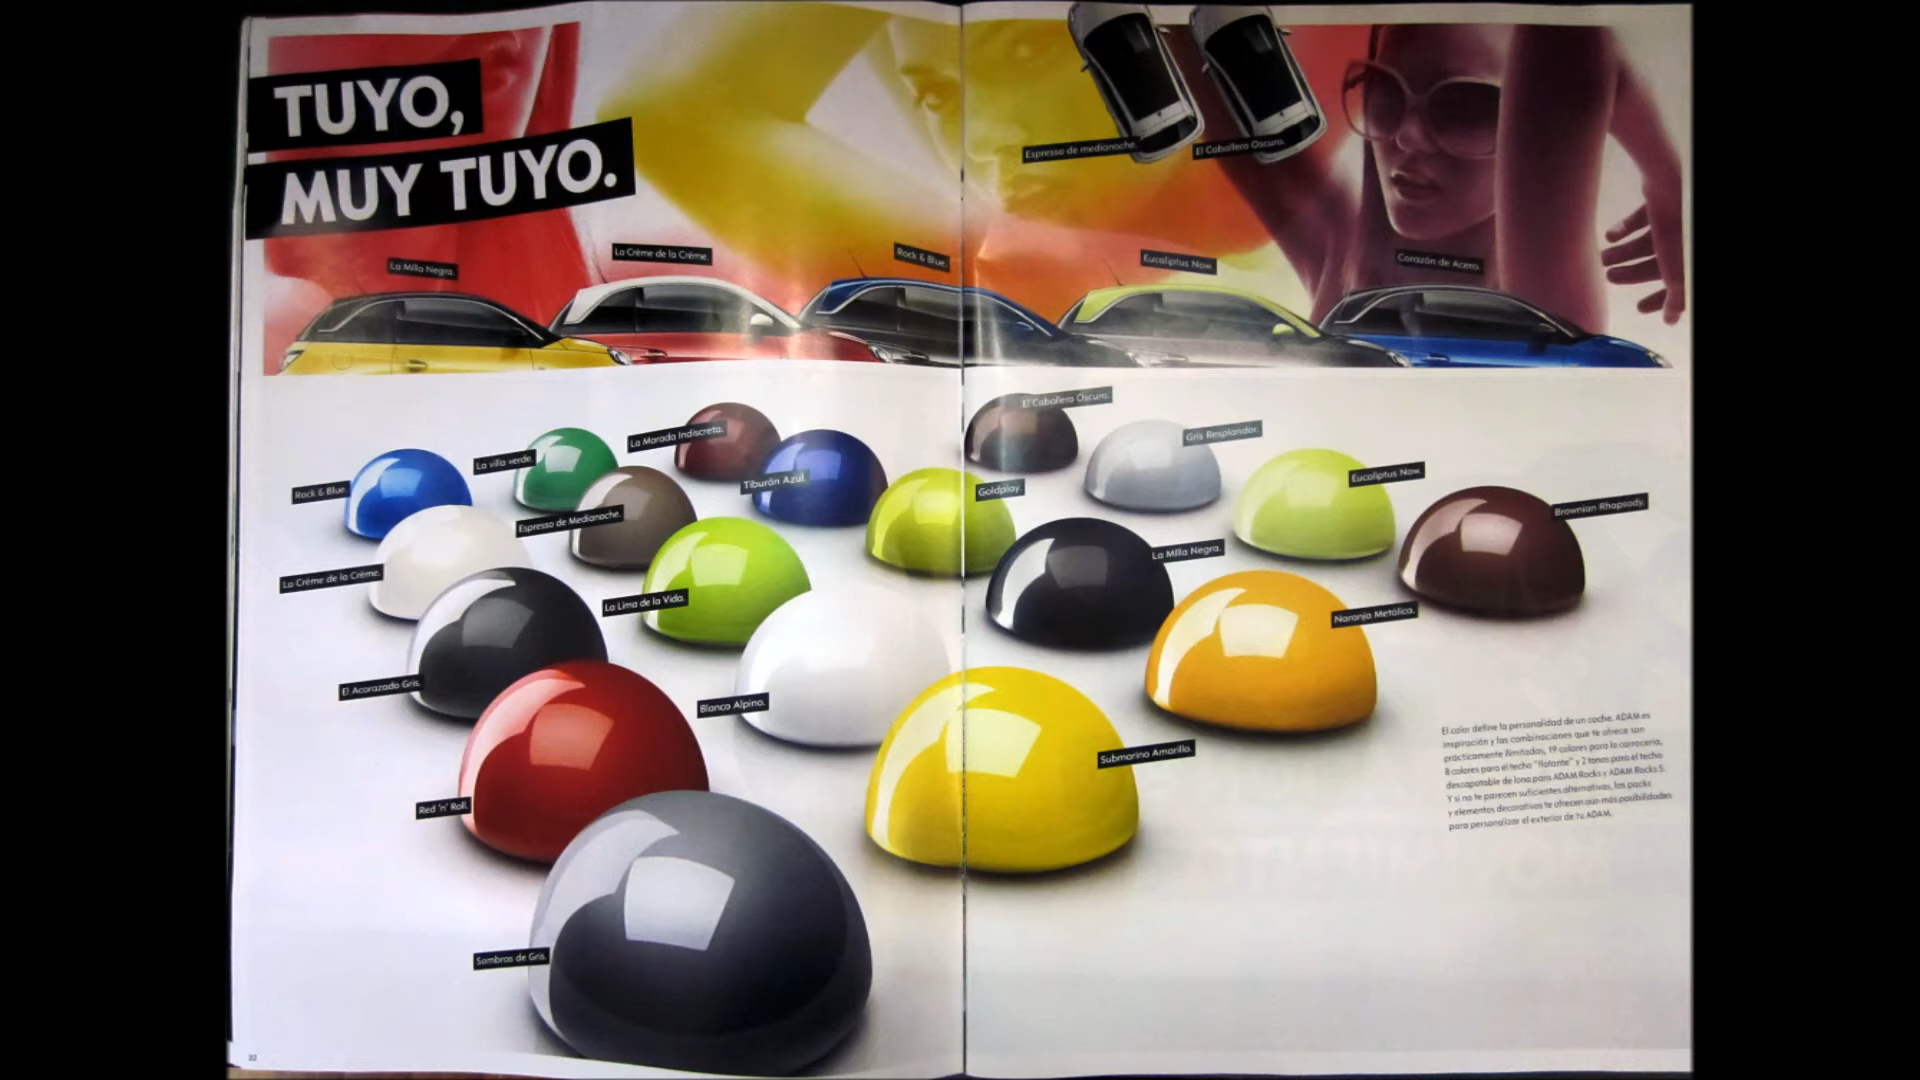 TUYO,
MUY TUYO.
Espresso de medianoche.
El Caballero Oscuro.
La Milla Negra.
La Crème de la Crème.
Rock & Blue.
Eucaliptus Now.
Corazón de Acero.
El Caballero Oscuro.
La Morada Indiscreta.
Gris Resplandor.
La villa verde.
Eucaliptus Now.
Tiburón Azul.
Goldplay.
Rock & Blue.
Brownian Rhapsody.
Espresso de Medianoche.
La Milla Negra.
La Crème de la Crème.
La Lima de la Vida.
Naranja Metálica.
El Acorazado Gris.
Blanco Alpino.
Submarino Amarillo.
Red 'n' Roll.
Sombras de Gris.
El color define la personalidad de un coche. ADAM es
inspiración y las combinaciones que te ofrece son
prácticamente ilimitadas, 19 colores para la carrocería,
8 colores para el techo "flotante" y 2 tonos para el techo
descapotable de lona para ADAM Rocks y ADAM Rocks S.
Y si no te parecen suficientes alternativas, los packs
y elementos decorativos te ofrecen aún más posibilidades
para personalizar el exterior de tu ADAM.
22